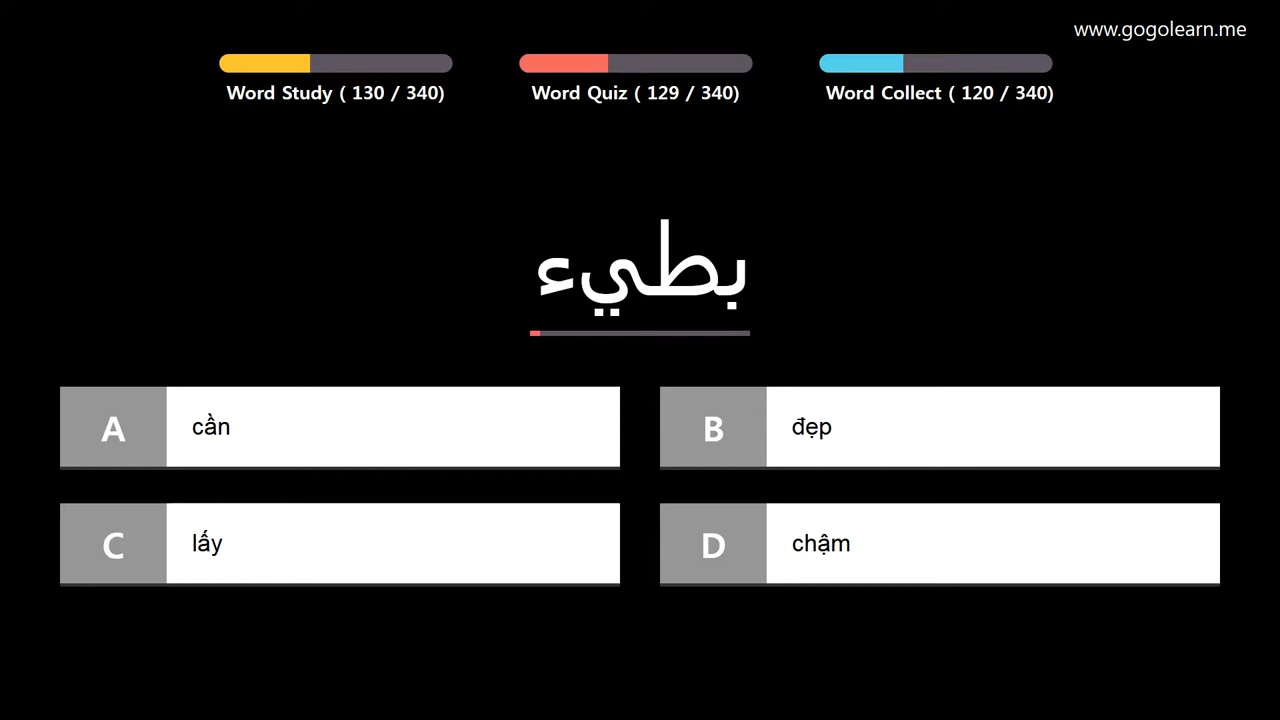 www.gogolearn.me
Word Study ( 130 / 340)
Word Quiz ( 129 / 340)
Word Collect ( 120 / 340)
بطيء
A
cần
B
đẹp
C
lấy
D
chậm